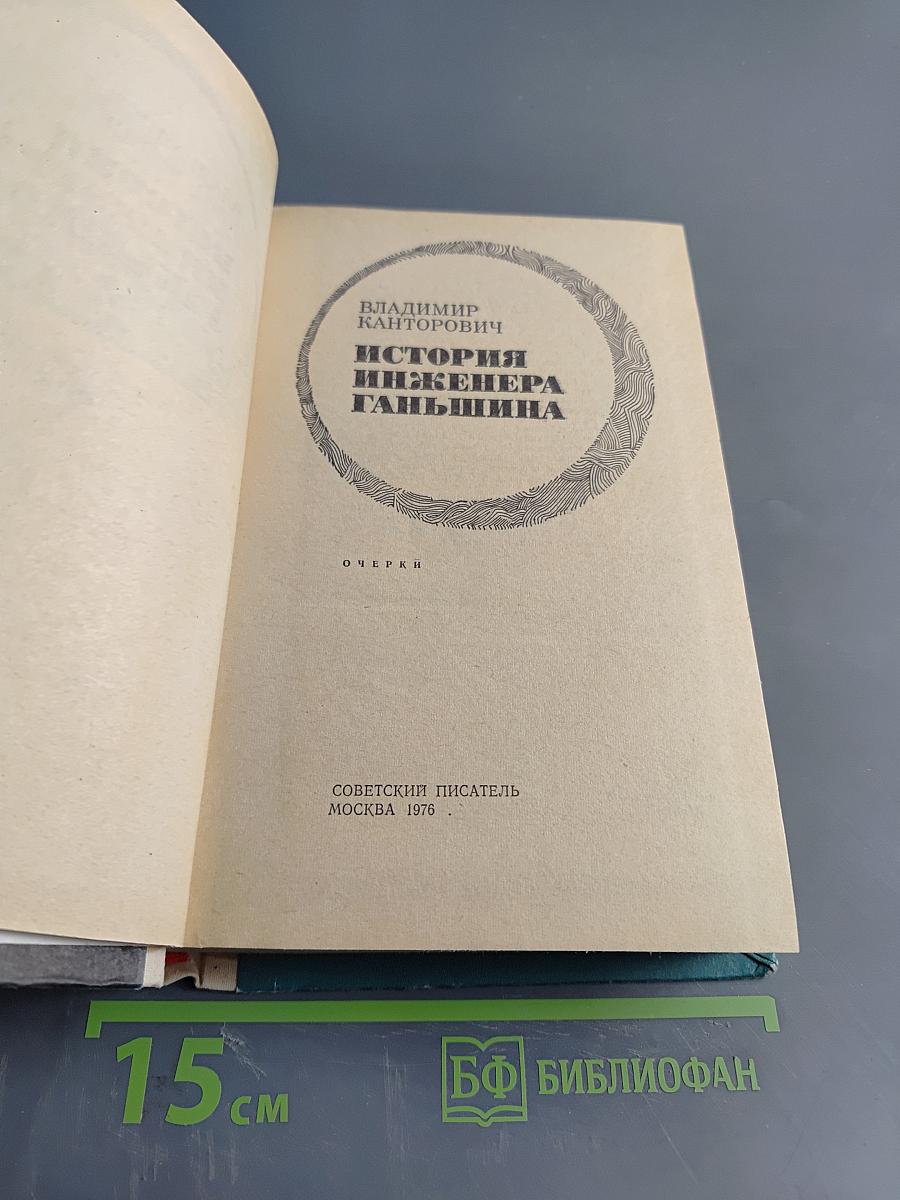 ВЛАДИМИР
КАНТОРОВИЧ
ИСТОРИЯ
ИНЖЕНЕРА
ГАНЬШИНА
ОЧЕРКИ
СОВЕТСКИЙ ПИСАТЕЛЬ
МОСКВА 1976
15 см
БФ БИБЛИОФАН